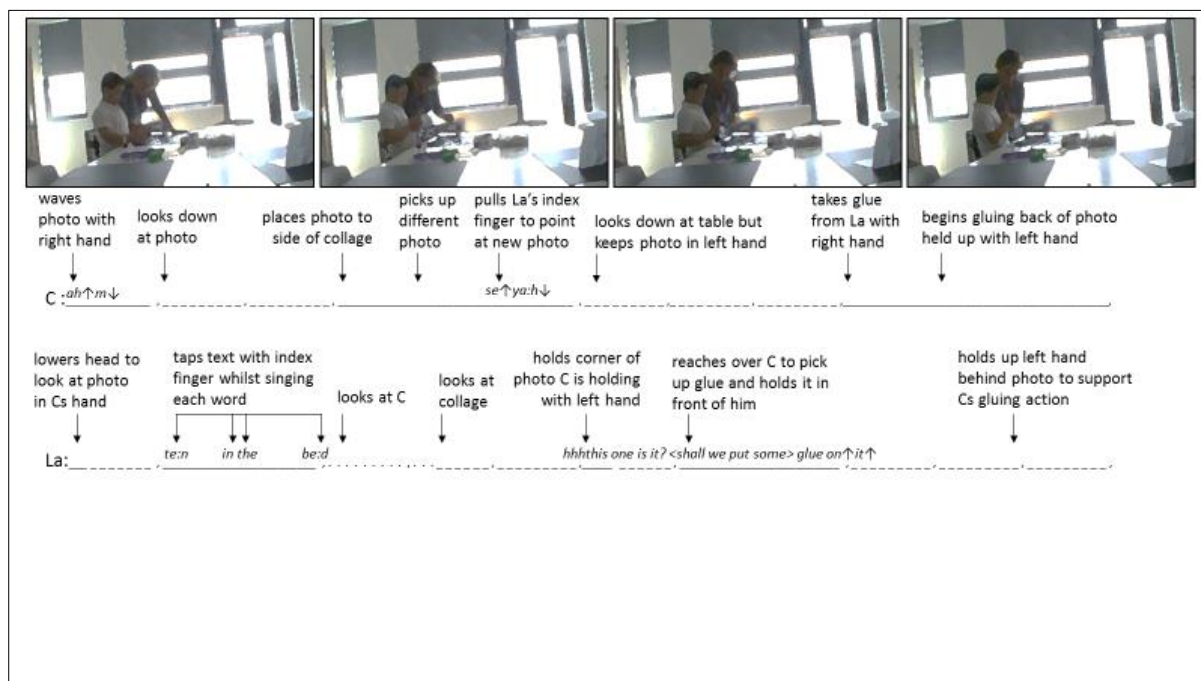 waves
photo with
right hand
looks down
at photo
places photo to
side of collage
picks up
different
photo
pulls La's index
finger to point
at new photo
looks down at table but
keeps photo in left hand
takes glue
from La with
right hand
begins gluing back of photo
held up with left hand
C : ah↑m↓ se↑ya:h↓
lowers head to
look at photo
in Cs hand
taps text with index
finger whilst singing
each word
looks at C
looks at
collage
holds corner of
photo C is holding
with left hand
reaches over C to pick
up glue and holds it in
front of him
holds up left hand
behind photo to support
Cs gluing action
La: te:n in the be:d hhhthis one is it? <shall we put some> glue on↑it↑